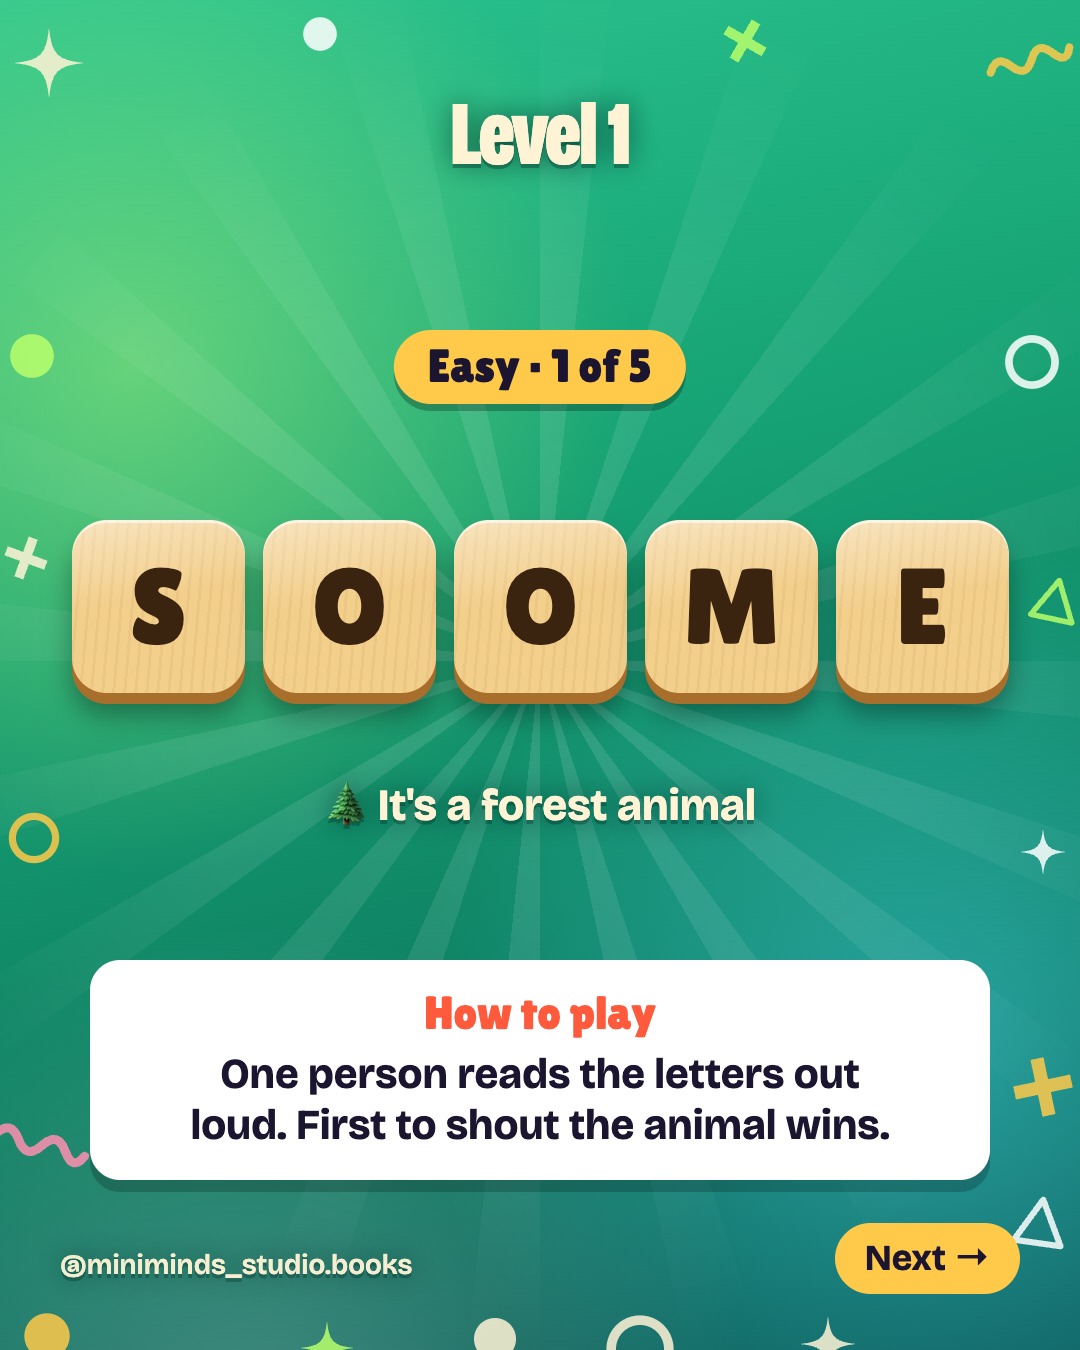 Level 1
Easy · 1 of 5
S O O M E
🌲 It's a forest animal
How to play
One person reads the letters out
loud. First to shout the animal wins.
@miniminds_studio.books
Next →